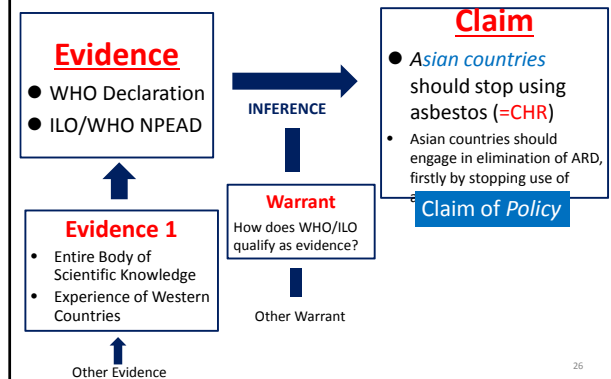 Evidence
● WHO Declaration
● ILO/WHO NPEAD
INFERENCE
Claim
● Asian countries
should stop using
asbestos (=CHR)
• Asian countries should
engage in elimination of ARD,
firstly by stopping use of
Claim of Policy
Evidence 1
• Entire Body of
Scientific Knowledge
• Experience of Western
Countries
Warrant
How does WHO/ILO
qualify as evidence?
Other Warrant
Other Evidence
26